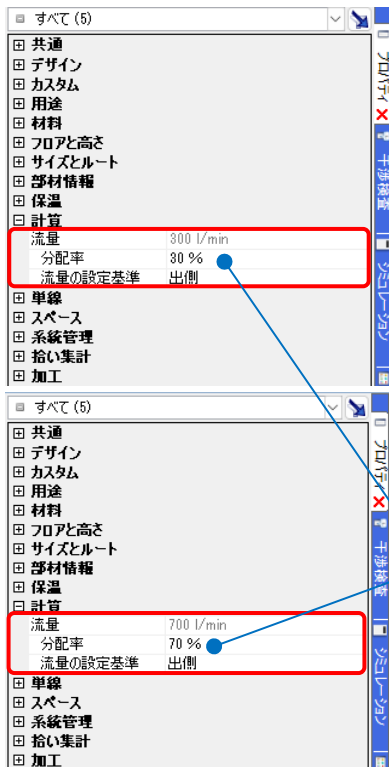 すべて (5)
共通
デザイン
カスタム
用途
材料
フロアと高さ
サイズとルート
部材情報
保温
計算
流量 300 l/min
分配率 30 %
流量の設定基準 出側
単線
スペース
系統管理
拾い集計
加工
プロパティ
干渉検査
シミュレーション
すべて (5)
共通
デザイン
カスタム
用途
材料
フロアと高さ
サイズとルート
部材情報
保温
計算
流量 700 l/min
分配率 70 %
流量の設定基準 出側
単線
スペース
系統管理
拾い集計
加工
プロパティ
干渉検査
シミュレーション